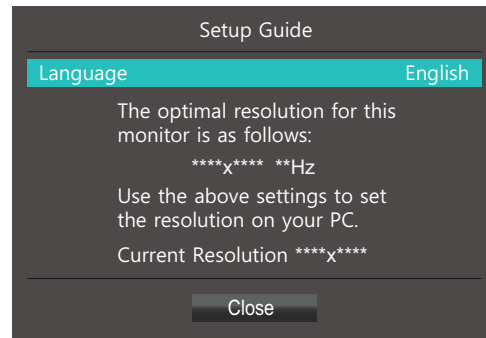 Setup Guide
Language English
The optimal resolution for this
monitor is as follows:
****x**** **Hz
Use the above settings to set
the resolution on your PC.
Current Resolution ****x****
Close